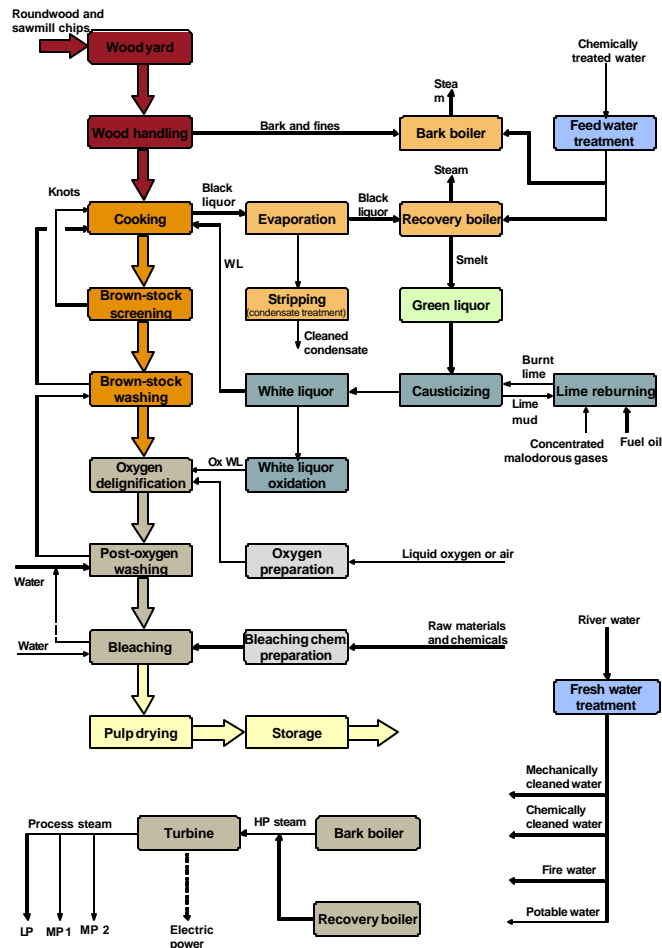 Roundwood and
sawmill chips
Wood yard
Chemically
treated water
Stea
m
Wood handling
Bark and fines
Bark boiler
Feed water
treatment
Knots
Black
liquor
Black
liquor
Steam
Cooking
Evaporation
Recovery boiler
WL
Smelt
Brown-stock
screening
Stripping
(condensate treatment)
Green liquor
Cleaned
condensate
Burnt
lime
Brown-stock
washing
White liquor
Causticizing
Lime reburning
Lime
mud
Concentrated
malodorous gases
Fuel oil
Oxygen
delignification
Ox WL
White liquor
oxidation
Post-oxygen
washing
Oxygen
preparation
Liquid oxygen or air
Water
Raw materials
and chemicals
River water
Water
Bleaching
Bleaching chem.
preparation
Fresh water
treatment
Pulp drying
Storage
Mechanically
cleaned water
Process steam
Turbine
HP steam
Bark boiler
Chemically
cleaned water
Fire water
LP
MP 1
MP 2
Electric
power
Recovery boiler
Potable water